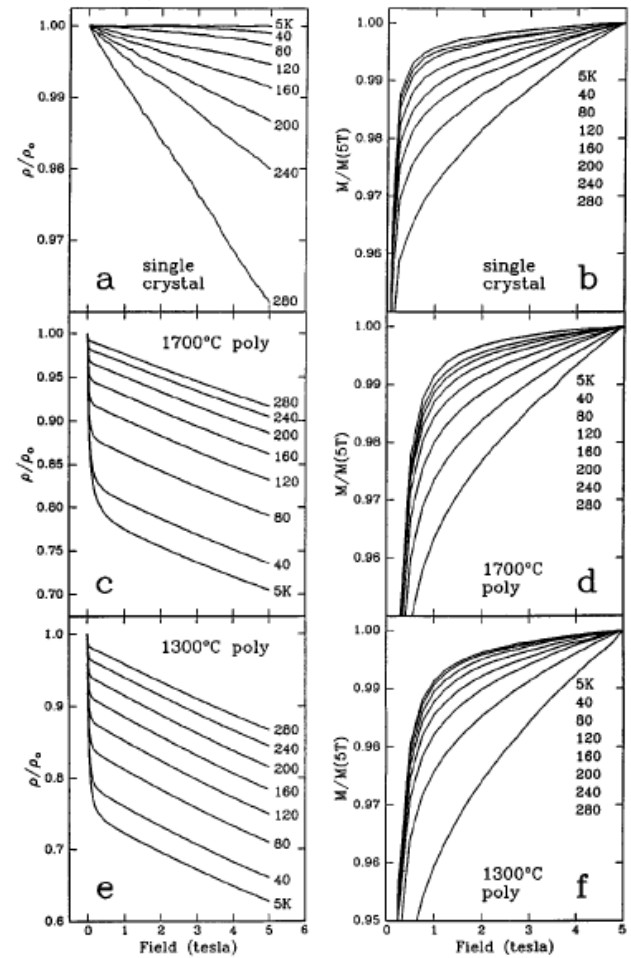 1.00
0.99
0.98
0.97
ρ/ρₒ
5K
40
80
120
160
200
240
280
a
single
crystal
1.00
0.99
0.98
0.97
0.96
M/M(5T)
5K
40
80
120
160
200
240
280
single
crystal
b
1.00
0.95
0.90
0.85
0.80
0.75
0.70
ρ/ρₒ
1700°C poly
280
240
200
160
120
80
40
5K
c
1.00
0.99
0.98
0.97
0.96
M/M(5T)
5K
40
80
120
160
200
240
280
1700°C
poly
d
1.0
0.9
0.8
0.7
0.6
ρ/ρₒ
1300°C poly
280
240
200
160
120
80
40
5K
e
0 1 2 3 4 5 6
Field (tesla)
1.00
0.99
0.98
0.97
0.96
0.95
M/M(5T)
5K
40
80
120
160
200
240
280
1300°C
poly
f
0 1 2 3 4 5
Field (tesla)